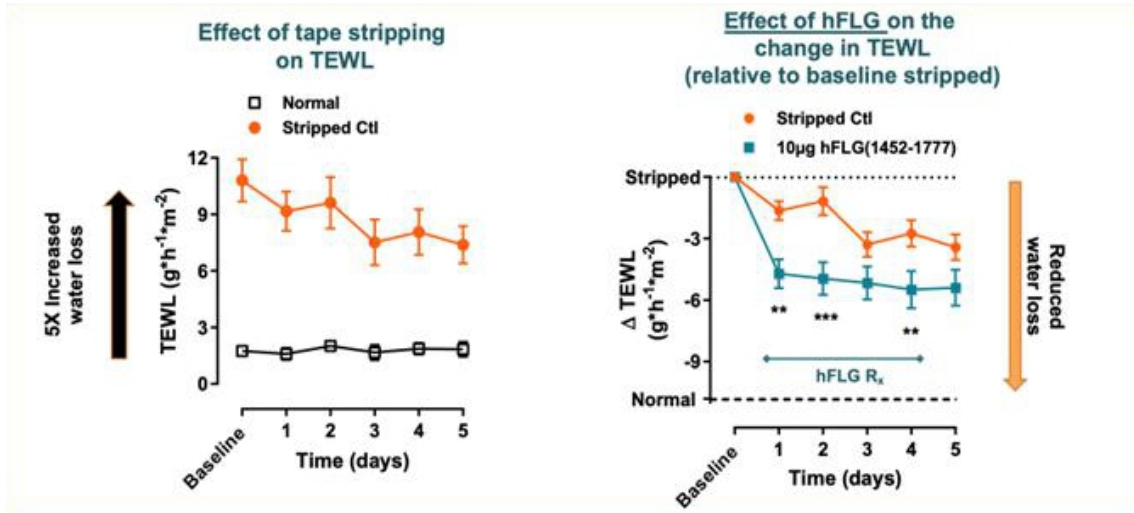 Effect of tape stripping
on TEWL
Normal
Stripped Ctl
5X Increased
water loss
TEWL (g*h-1*m-2)
12
9
6
3
0
Baseline
1
2
3
4
5
Time (days)
Effect of hFLG on the
change in TEWL
(relative to baseline stripped)
Stripped Ctl
10µg hFLG(1452-1777)
Δ TEWL
(g*h-1*m-2)
Stripped
-3
-6
-9
Normal
**
***
**
hFLG Rx
Baseline
1
2
3
4
5
Time (days)
Reduced
water loss